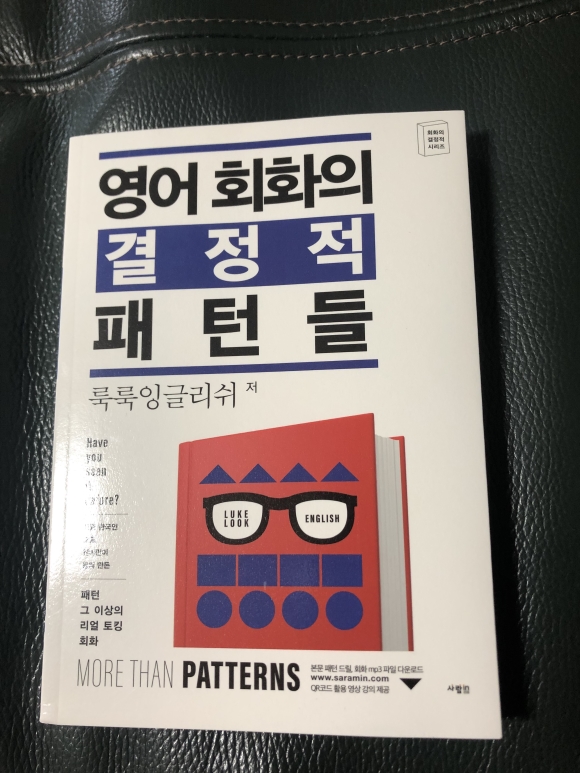 회화의
결정적
시리즈
영어 회화의
결정적
패턴들
룩룩잉글리쉬 저
Have
you
LUKE
LOOK
ENGLISH
패턴
그 이상의
리얼 토킹
회화
MORE THAN PATTERNS
본문 패턴 드릴, 회화 mp3 파일 다운로드
www.saramin.com
QR코드 활용 영상 강의 제공
사람in